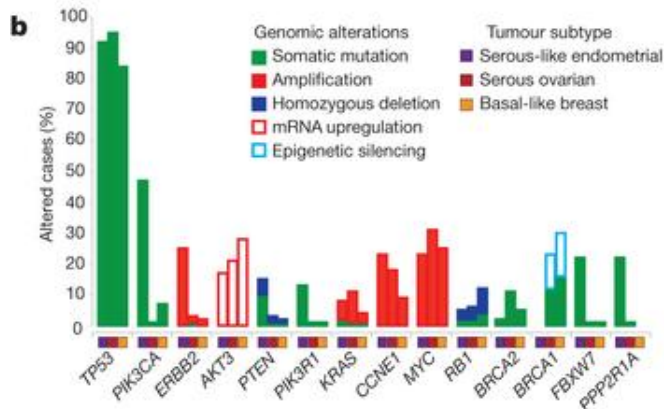 b
Genomic alterations
Somatic mutation
Amplification
Homozygous deletion
mRNA upregulation
Epigenetic silencing
Tumour subtype
Serous-like endometrial
Serous ovarian
Basal-like breast
Altered cases (%)
100
90
80
70
60
50
40
30
20
10
0
TP53
PIK3CA
ERBB2
AKT3
PTEN
PIK3R1
KRAS
CCNE1
MYC
RB1
BRCA2
BRCA1
FBXW7
PPP2R1A